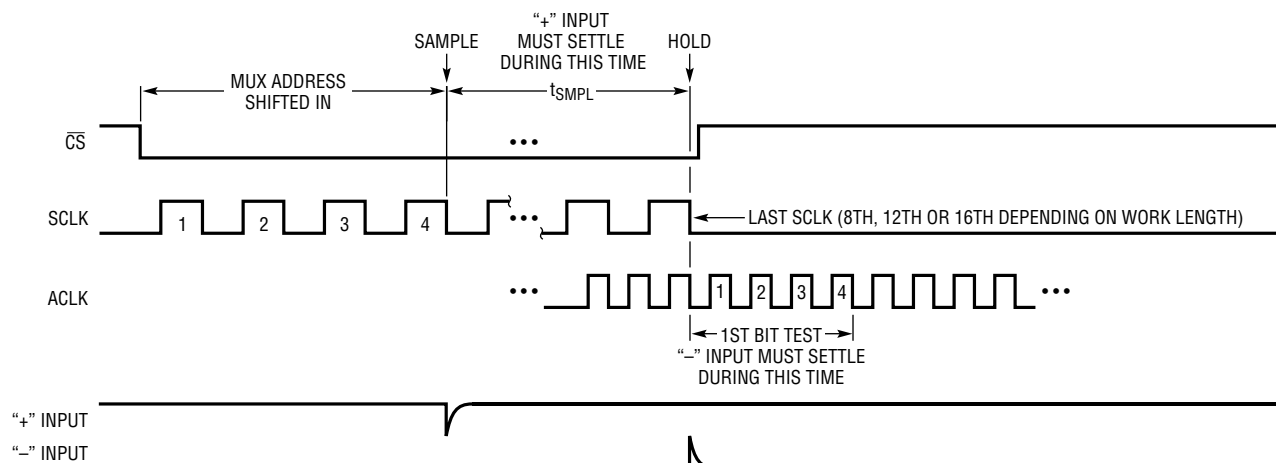 “+” INPUT
MUST SETTLE
DURING THIS TIME
SAMPLE
HOLD
MUX ADDRESS
SHIFTED IN
tSMPL
CS
•••
SCLK
1
2
3
4
•••
LAST SCLK (8TH, 12TH OR 16TH DEPENDING ON WORK LENGTH)
ACLK
•••
1
2
3
4
•••
1ST BIT TEST
“–” INPUT MUST SETTLE
DURING THIS TIME
“+” INPUT
“–” INPUT